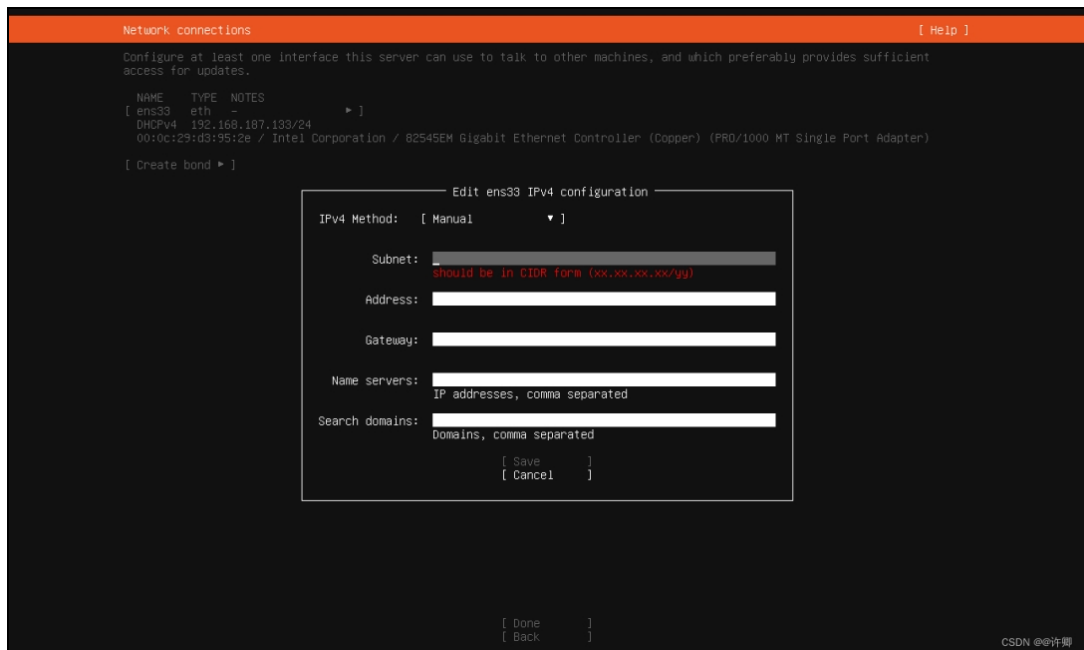 Network connections [ Help ]
Configure at least one interface this server can use to talk to other machines, and which preferably provides sufficient
access for updates.
NAME TYPE NOTES
[ ens33 eth - ▸ ]
DHCPv4 192.168.187.133/24
00:0c:29:d3:95:2e / Intel Corporation / 82545EM Gigabit Ethernet Controller (Copper) (PRO/1000 MT Single Port Adapter)
[ Create bond ▸ ]
Edit ens33 IPv4 configuration
IPv4 Method: [ Manual ▾ ]
Subnet:
should be in CIDR form (xx.xx.xx.xx/yy)
Address:
Gateway:
Name servers:
IP addresses, comma separated
Search domains:
Domains, comma separated
[ Save ]
[ Cancel ]
[ Done ]
[ Back ]
CSDN @@许卿